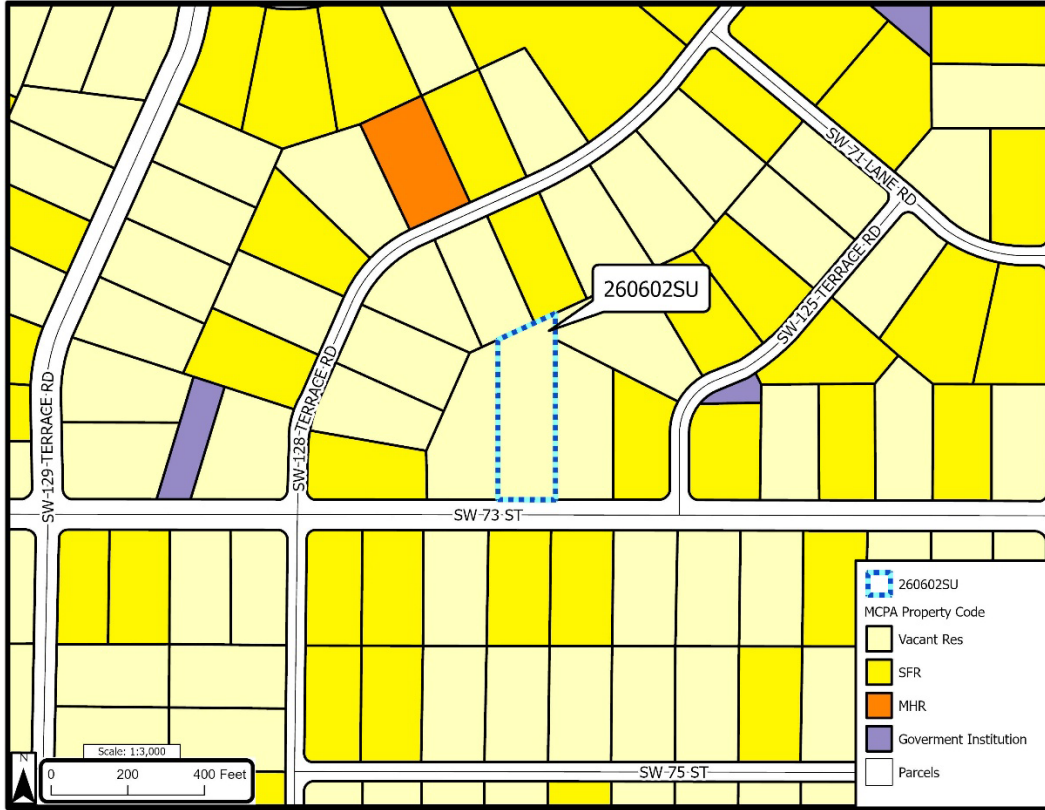 SW 71 LANE RD
260602SU
SW 125 TERRACE RD
SW 128 TERRACE RD
SW 129 TERRACE RD
SW 73 ST
260602SU
MCPA Property Code
Vacant Res
SFR
MHR
Goverment Institution
Parcels
Scale: 1:3,000
N
0 200 400 Feet
SW 75 ST